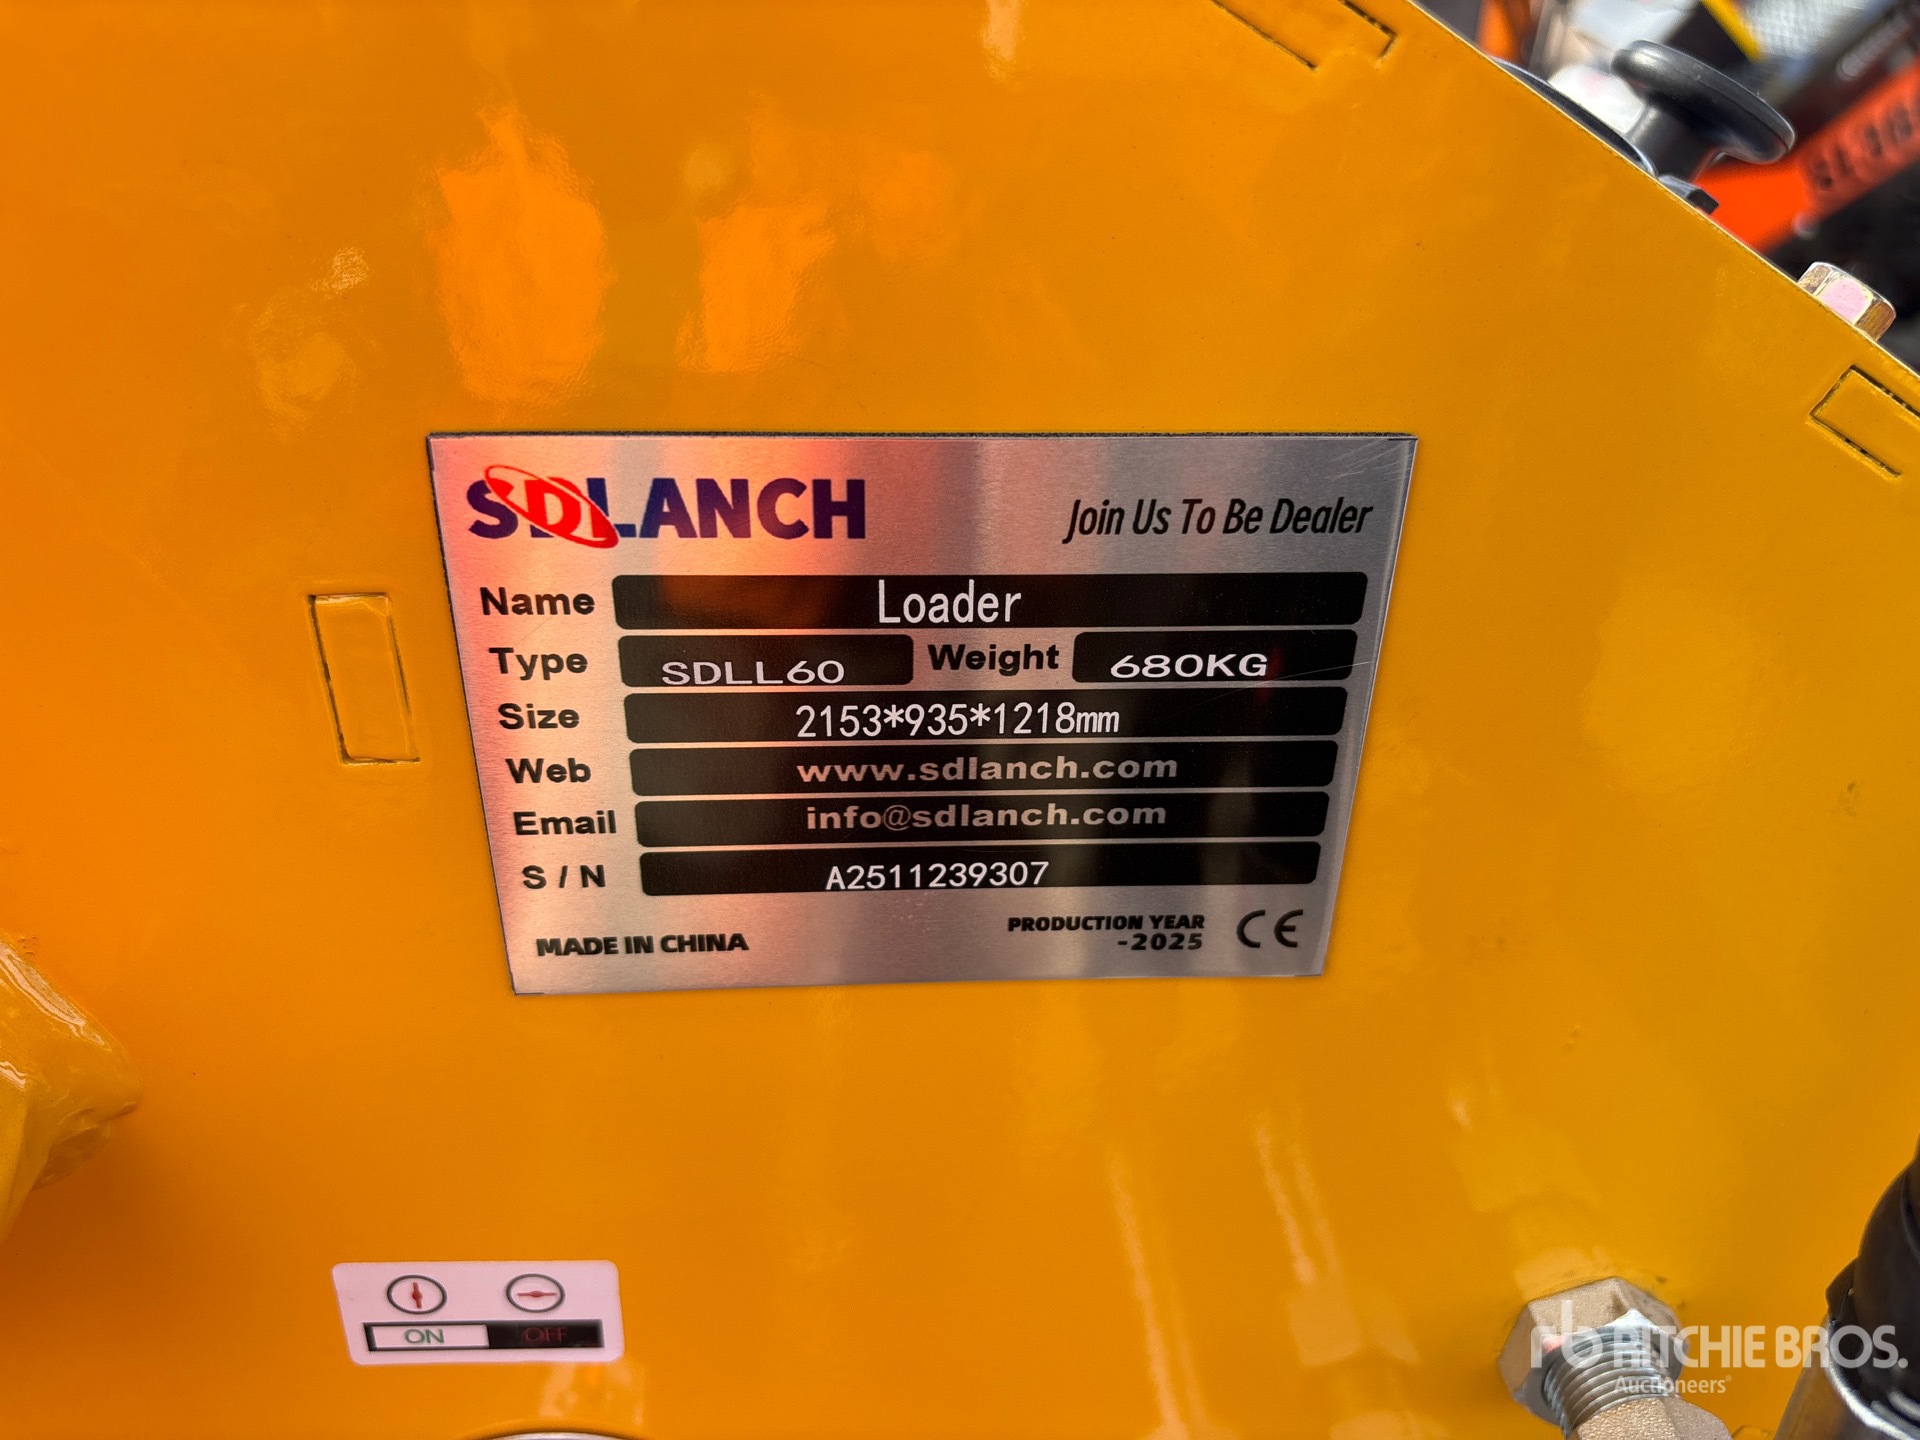 SDLANCH
Join Us To Be Dealer
Name Loader
Type SDLL60 Weight 680KG
Size 2153*935*1218mm
Web www.sdlanch.com
Email info@sdlanch.com
S / N A2511239307
MADE IN CHINA
PRODUCTION YEAR
-2025
CE
ON OFF
rb RITCHIE BROS.
Auctioneers